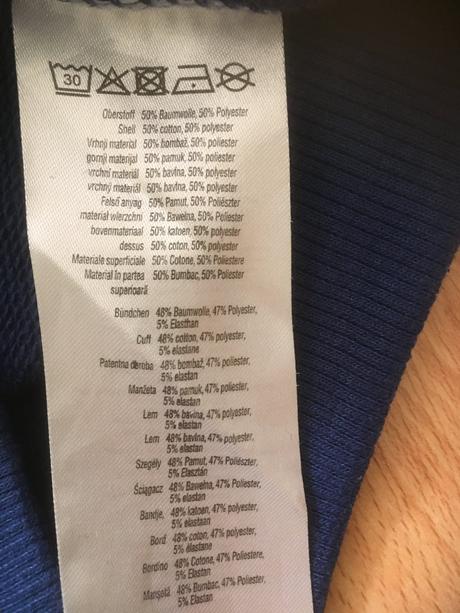 30
Oberstoff 50% Baumwolle, 50% Polyester
Shell 50% cotton, 50% polyester
Vrhnji material 50% bombaž, 50% poliester
gornji materijal 50% pamuk, 50% poliester
vrchní materiál 50% bavlna, 50% polyester
vrchný materiál 50% bavlna, 50% polyester
Felső anyag 50% Pamut, 50% Poliészter
materiał wierzchni 50% Bawełna, 50% Poliester
bovenmateriaal 50% katoen, 50% polyester
dessus 50% coton, 50% polyester
Materiale superficiale 50% Cotone, 50% Poliestere
Material în partea 50% Bumbac, 50% Poliester
superioară
Bündchen 48% Baumwolle, 47% Polyester,
5% Elasthan
Cuff 48% cotton, 47% polyester,
5% elastane
Patentna deroba 48% bombaž, 47% poliester,
5% elastan
Manžeta 48% pamuk, 47% poliester,
5% elastan
Lem 48% bavlna, 47% polyester,
5% elastan
Lem 48% bavlna, 47% polyester,
5% elastan
Szegély 48% Pamut, 47% Poliészter,
5% Elasztán
Ściągacz 48% Bawełna, 47% Poliester,
5% elastan
Bandje, 48% katoen, 47% polyester,
5% elastaan
Bord 48% coton, 47% polyester,
5% élastane
Bordino 48% Cotone, 47% Poliestere,
5% Elastan
Manșetă 48% Bumbac, 47% Poliester,
5% Elastan